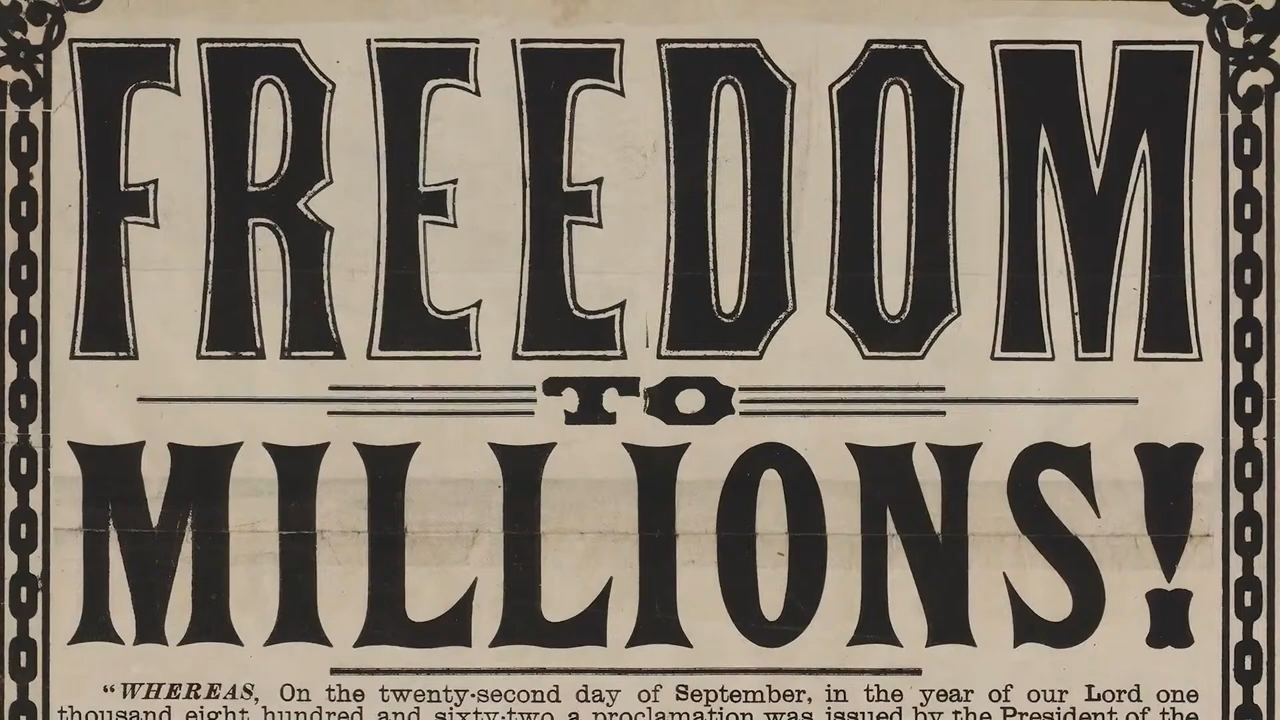 FREEDOM
TO
MILLIONS!
“WHEREAS, On the twenty-second day of September, in the year of our Lord one
thousand eight hundred and sixty-two a proclamation was issued by the President of the